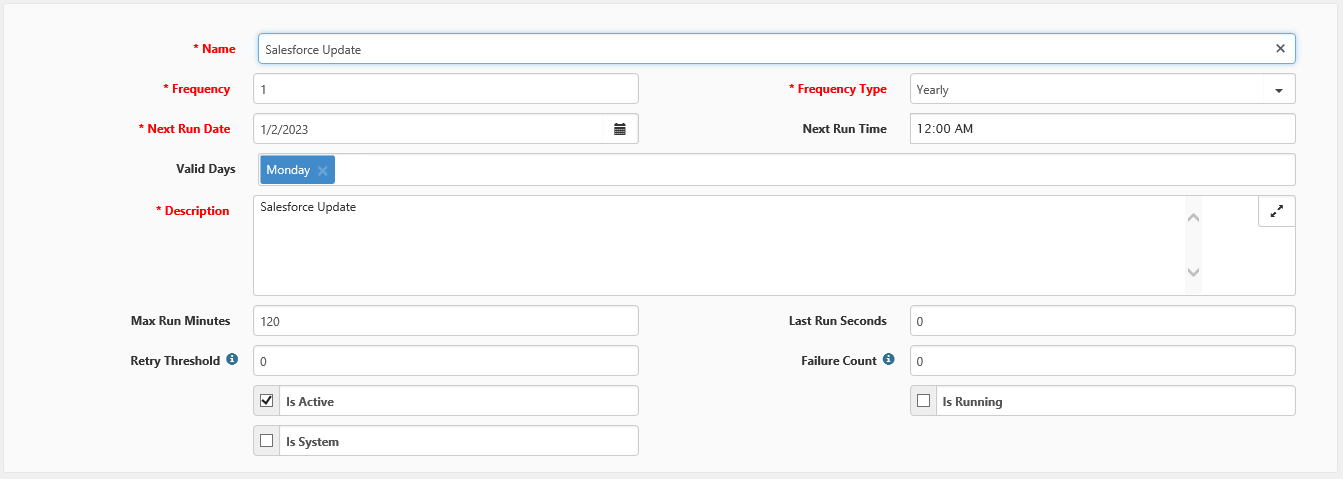 * Name Salesforce Update ×
* Frequency 1 * Frequency Type Yearly
* Next Run Date 1/2/2023 Next Run Time 12:00 AM
Valid Days Monday ×
* Description Salesforce Update
Max Run Minutes 120 Last Run Seconds 0
Retry Threshold 0 Failure Count 0
Is Active Is Running
Is System